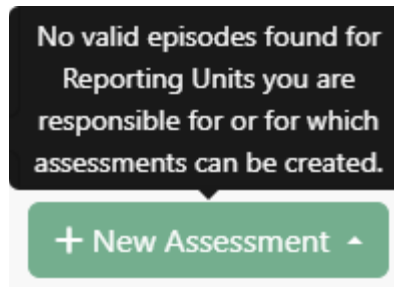 No valid episodes found for
Reporting Units you are
responsible for or for which
assessments can be created.
+ New Assessment